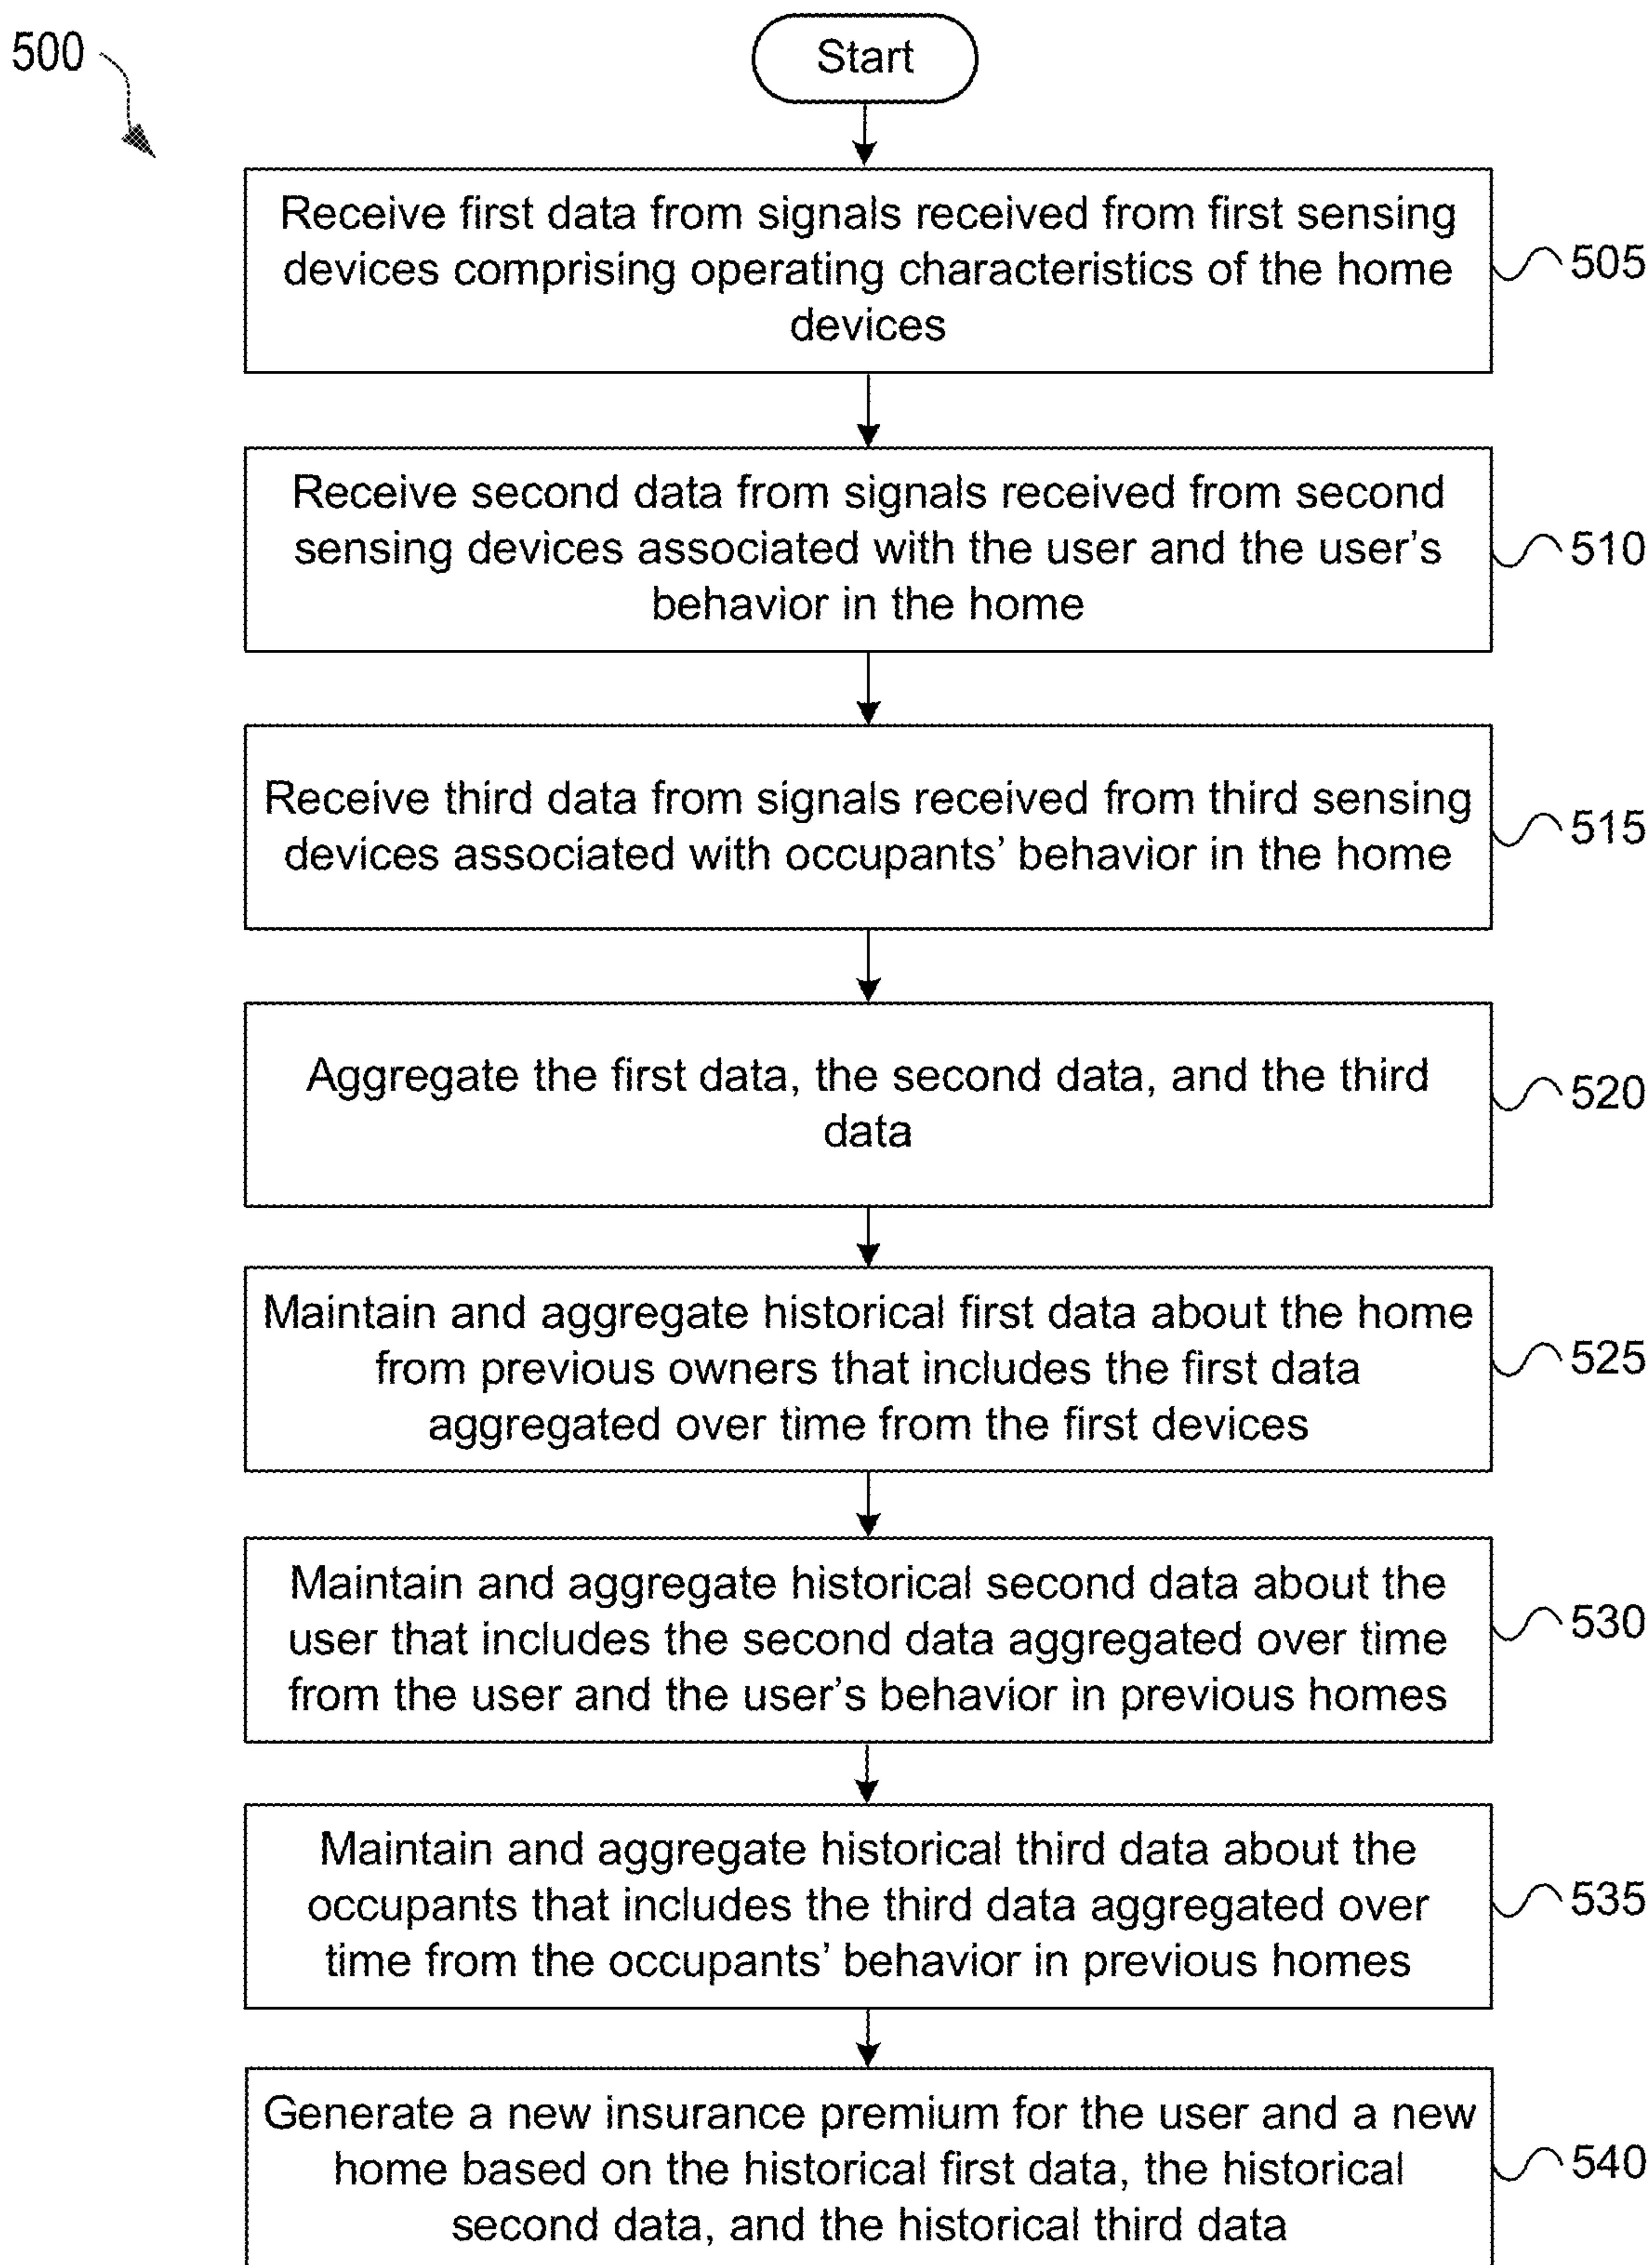 500
Start
Receive first data from signals received from first sensing
devices comprising operating characteristics of the home
devices
505
Receive second data from signals received from second
sensing devices associated with the user and the user's
behavior in the home
510
Receive third data from signals received from third sensing
devices associated with occupants' behavior in the home
515
Aggregate the first data, the second data, and the third
data
520
Maintain and aggregate historical first data about the home
from previous owners that includes the first data
aggregated over time from the first devices
525
Maintain and aggregate historical second data about the
user that includes the second data aggregated over time
from the user and the user's behavior in previous homes
530
Maintain and aggregate historical third data about the
occupants that includes the third data aggregated over
time from the occupants' behavior in previous homes
535
Generate a new insurance premium for the user and a new
home based on the historical first data, the historical
second data, and the historical third data
540